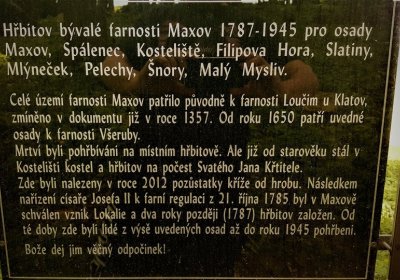 Hřbitov bývalé farnosti Maxov 1787-1945 pro osady
Maxov, Spálenec, Kosteliště, Filipova Hora, Slatiny,
Mlýneček, Pelechy, Šnory, Malý Mysliv.
Celé území farnosti Maxov patřilo původně k farnosti Loučim u Klatov,
zmíněno v dokumentu již v roce 1357. Od roku 1650 patří uvedné
osady k farnosti Všeruby.
Mrtví byli pohřbíváni na místním hřbitově. Ale již od starověku stál v
Kostelišti kostel a hřbitov na počest Svatého Jana Křtitele.
Zde byli nalezeny v roce 2012 pozůstatky kříže od hrobu. Následkem
nařízení císaře Josefa II k farní regulaci z 21. října 1785 byl v Maxově
schválen vznik Lokalie a dva roky později (1787) hřbitov založen. Od
té doby zde byli lidé z výše uvedených osad až do roku 1945 pohřbeni.
Bože dej jim věčný odpočinek!